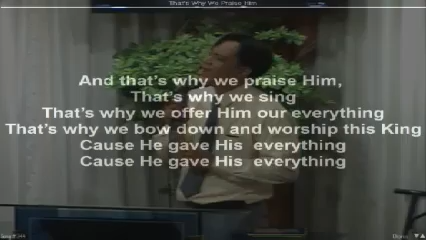 That's Why We Praise Him
And that's why we praise Him,
That's why we sing
That's why we offer Him our everything
That's why we bow down and worship this King
Cause He gave His everything
Cause He gave His everything